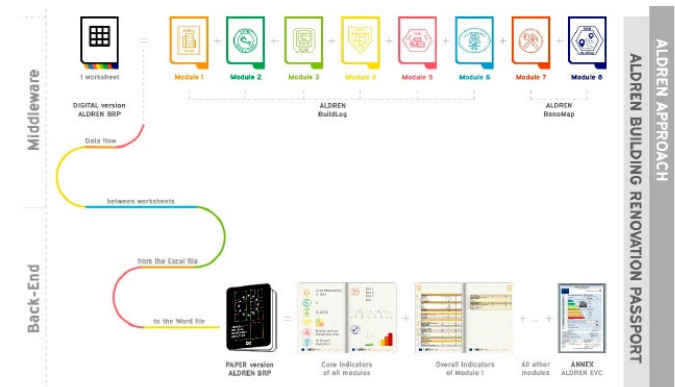 1 worksheet
=
Module 1
+
Module 2
+
Module 3
+
Module 4
+
Module 5
+
Module 6
+
Module 7
+
Module 8
DIGITAL version
ALDREN BRP
ALDREN
BuildLog
ALDREN
RenoMap
Middleware
Data flow
between worksheets
Back-End
from the Excel file
to the Word file
PAPER version
ALDREN BRP
=
Core Indicators
of all modules
+
Overall Indicators
of Module 1
+ ... +
All other
modules
ANNEX
ALDREN EVC
ALDREN BUILDING RENOVATION PASSPORT
ALDREN APPROACH